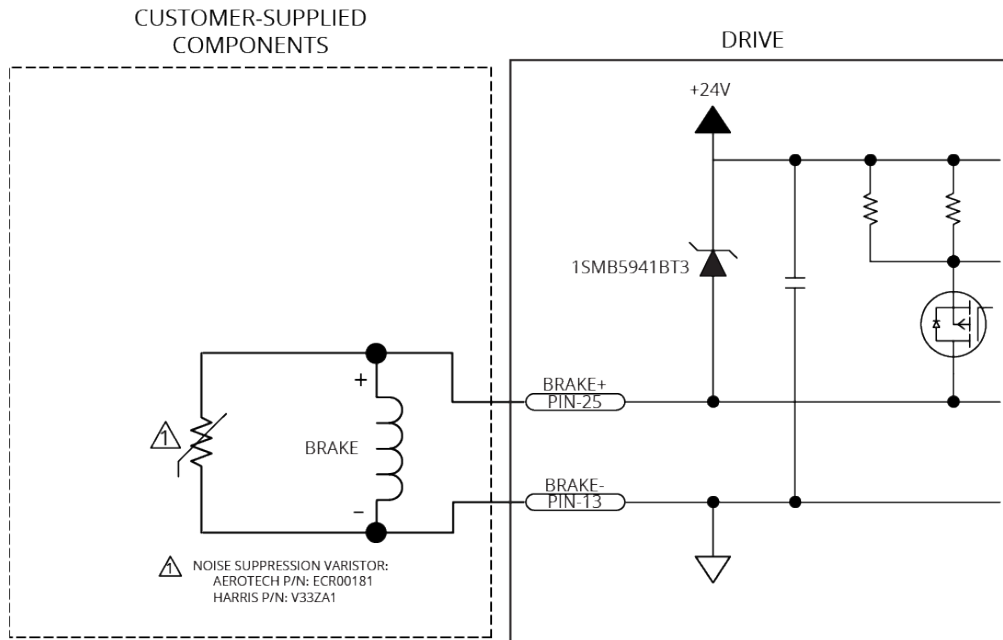 CUSTOMER-SUPPLIED
COMPONENTS
DRIVE
+24V
1SMB5941BT3
BRAKE+
PIN-25
+
1
BRAKE
BRAKE-
PIN-13
–
1 NOISE SUPPRESSION VARISTOR:
AEROTECH P/N: ECR00181
HARRIS P/N: V33ZA1